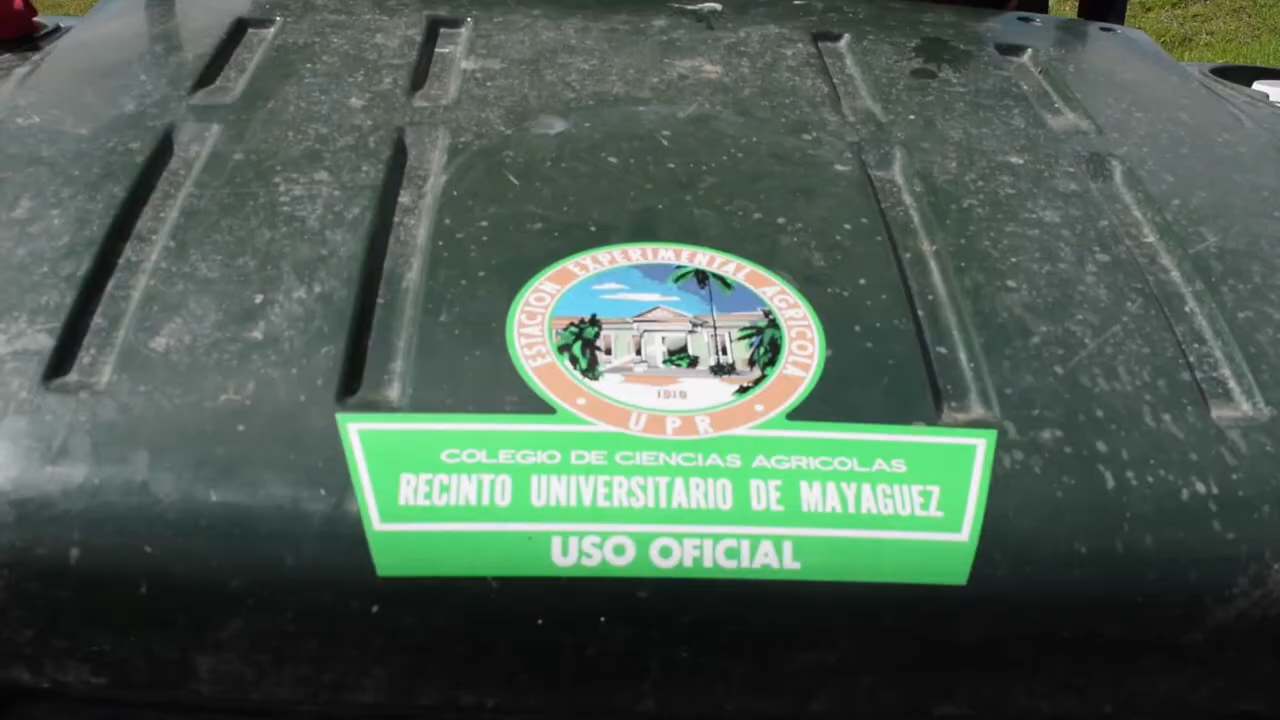 ESTACION EXPERIMENTAL AGRICOLA
1910
UPR
COLEGIO DE CIENCIAS AGRICOLAS
RECINTO UNIVERSITARIO DE MAYAGUEZ
USO OFICIAL